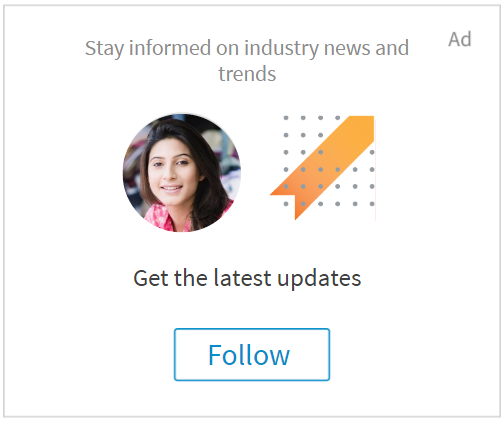 Ad
Stay informed on industry news and
trends
Get the latest updates
Follow